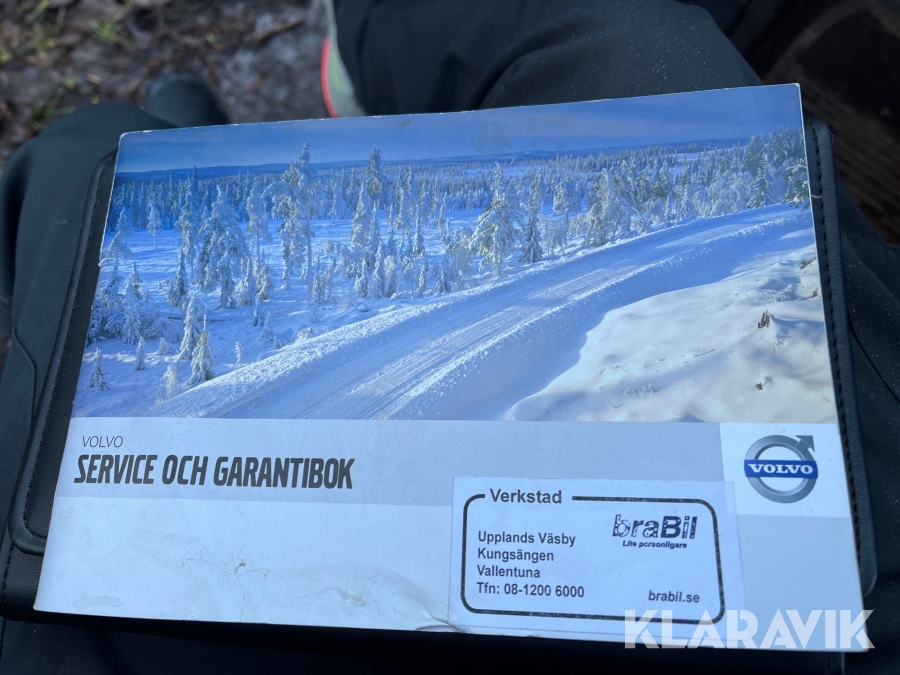 VOLVO
SERVICE OCH GARANTIBOK
VOLVO
Verkstad
braBil
Lite personligare
Upplands Väsby
Kungsängen
Vallentuna
Tfn: 08-1200 6000
brabil.se
KLARAVIK